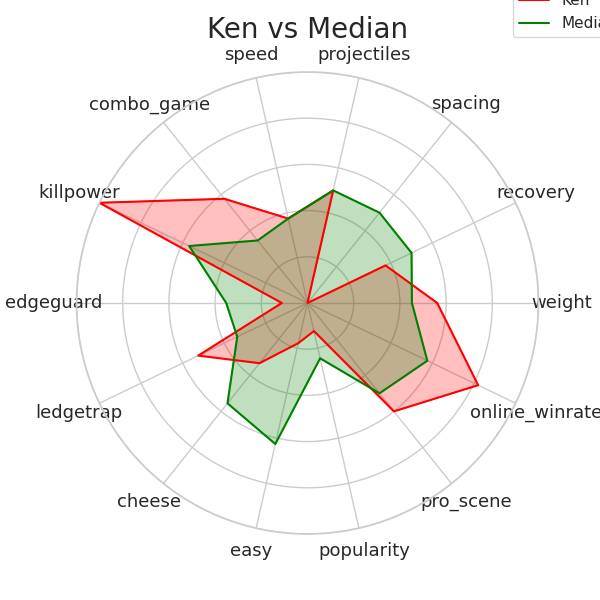 Ken
Ken vs Median
speed
projectiles
combo_game
spacing
killpower
recovery
edgeguard
weight
ledgetrap
online_winrate
cheese
pro_scene
easy
popularity